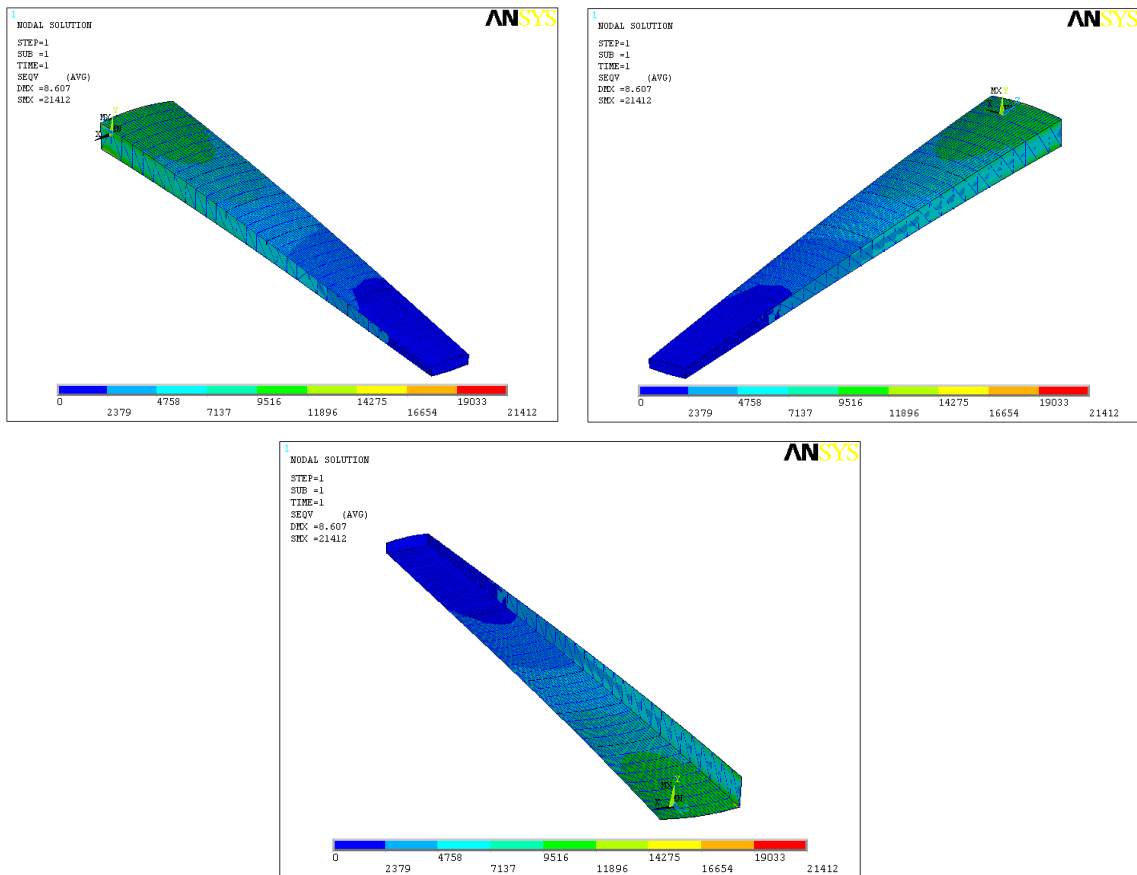 1
ANSYS
NODAL SOLUTION
STEP=1
SUB =1
TIME=1
SEQV (AVG)
DMX =8.607
SMX =21412
MX Y
X
0 4758 9516 14275 19033
2379 7137 11896 16654 21412
1
ANSYS
NODAL SOLUTION
STEP=1
SUB =1
TIME=1
SEQV (AVG)
DMX =8.607
SMX =21412
MX Y
0 4758 9516 14275 19033
2379 7137 11896 16654 21412
1
ANSYS
NODAL SOLUTION
STEP=1
SUB =1
TIME=1
SEQV (AVG)
DMX =8.607
SMX =21412
Y
MX
0 4758 9516 14275 19033
2379 7137 11896 16654 21412